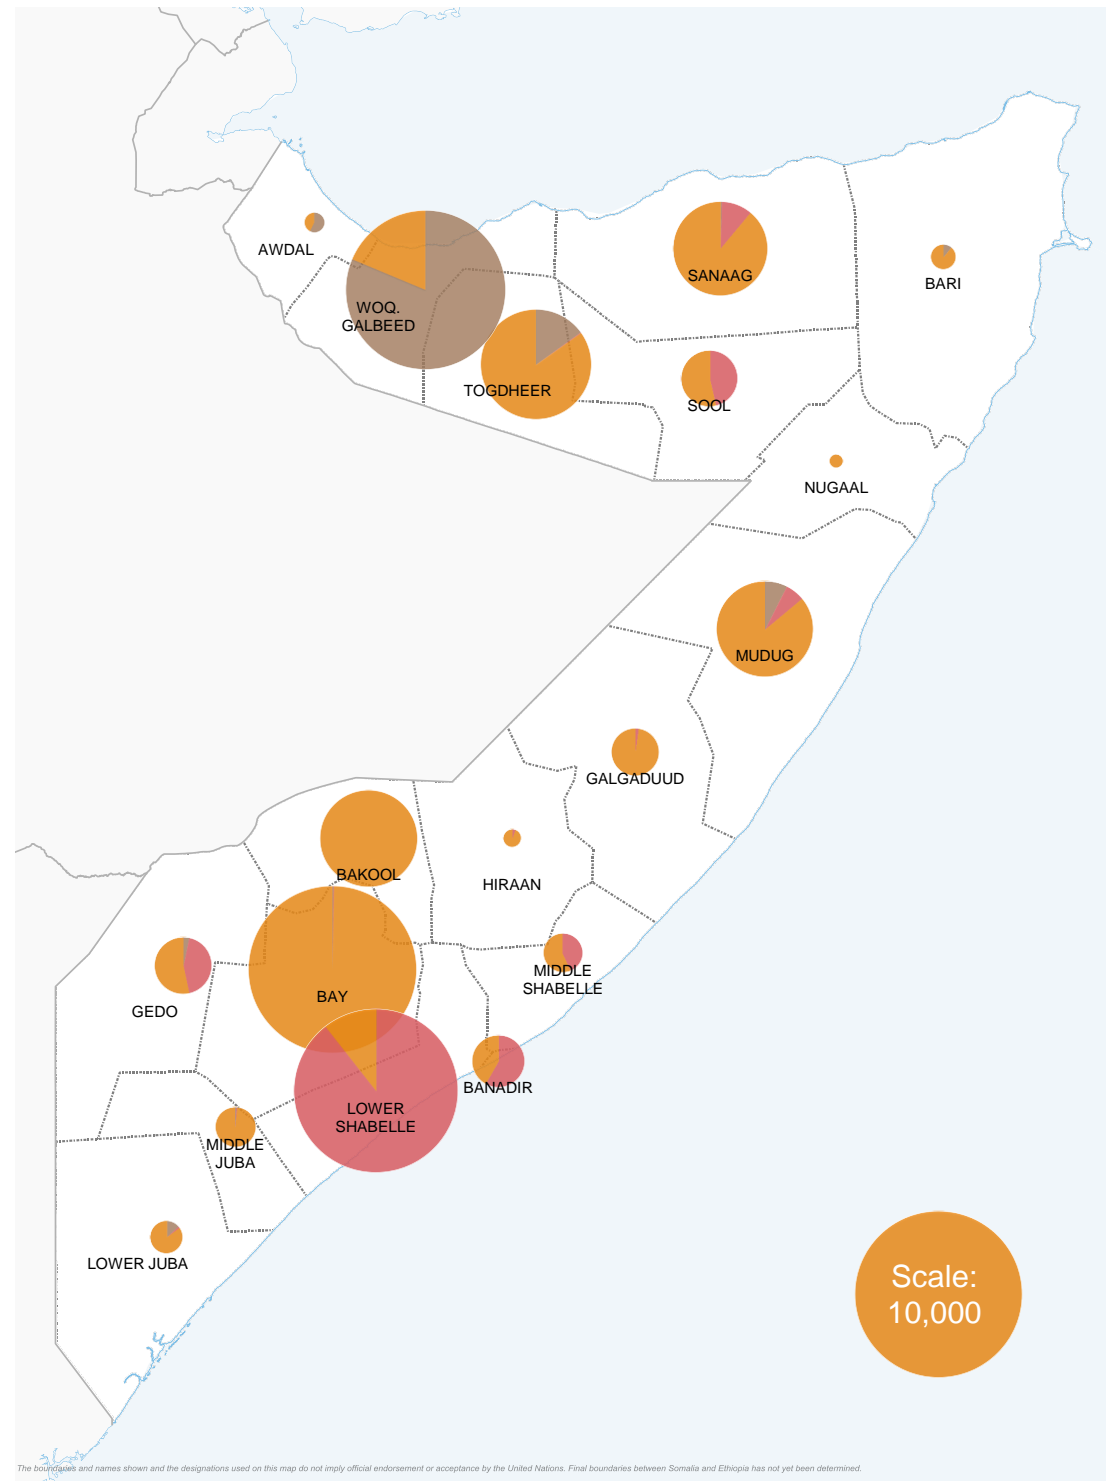 AWDAL
WOQ.
GALBEED
TOGDHEER
SANAAG
SOOL
BARI
NUGAAL
MUDUG
GALGADUUD
BAKOOL
HIRAAN
BAY
GEDO
MIDDLE
SHABELLE
BANADIR
LOWER
SHABELLE
MIDDLE
JUBA
LOWER JUBA
Scale:
10,000
The boundaries and names shown and the designations used on this map do not imply official endorsement or acceptance by the United Nations. Final boundaries between Somalia and Ethiopia has not yet been determined.